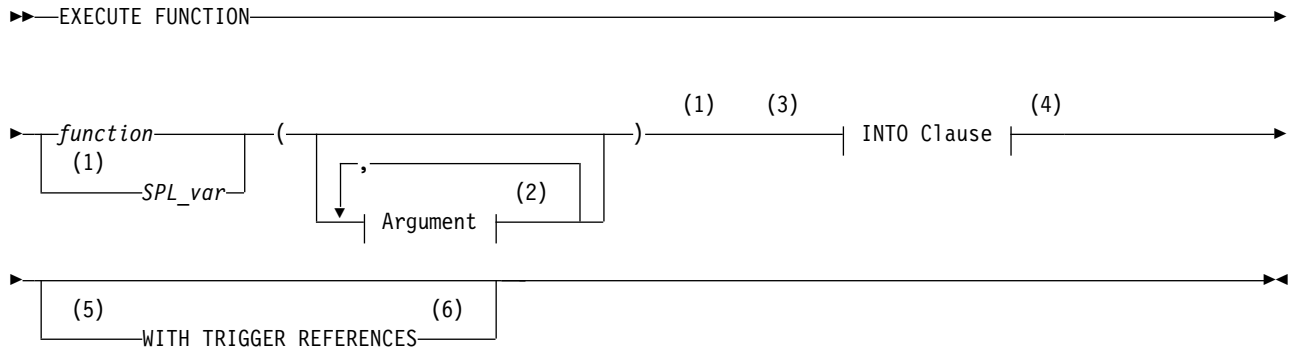 EXECUTE FUNCTION
(1) (3) (4)
function ( ) INTO Clause
(1) ,
SPL_var (2)
Argument
(5) (6)
WITH TRIGGER REFERENCES